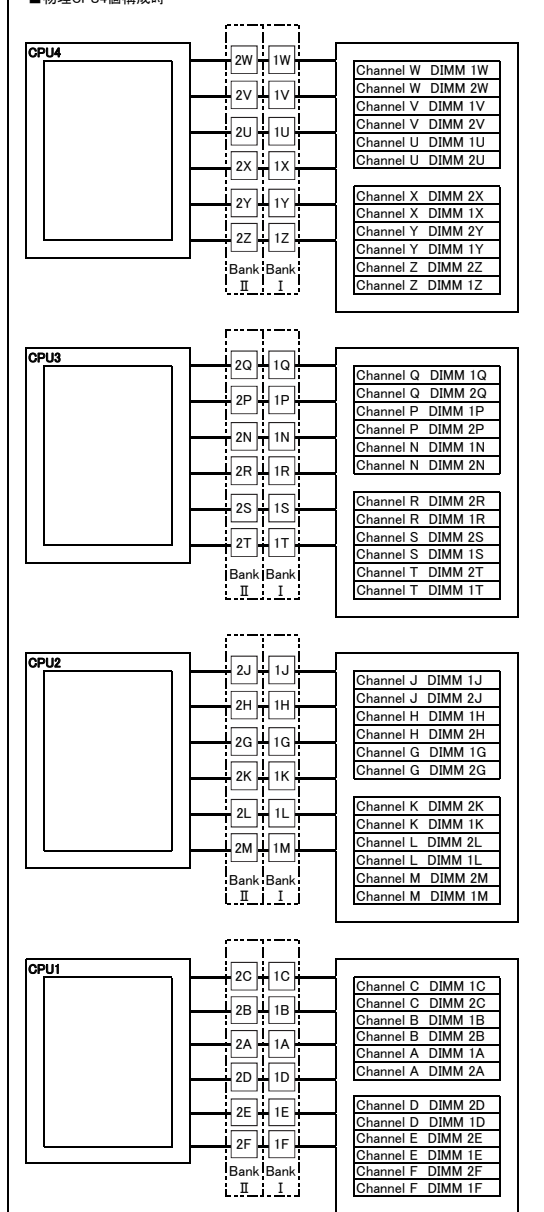 ■物理CPU4個構成時
CPU4
2W 1W
2V 1V
2U 1U
2X 1X
2Y 1Y
2Z 1Z
Bank Bank
Ⅱ Ⅰ
Channel W DIMM 1W
Channel W DIMM 2W
Channel V DIMM 1V
Channel V DIMM 2V
Channel U DIMM 1U
Channel U DIMM 2U
Channel X DIMM 2X
Channel X DIMM 1X
Channel Y DIMM 2Y
Channel Y DIMM 1Y
Channel Z DIMM 2Z
Channel Z DIMM 1Z
CPU3
2Q 1Q
2P 1P
2N 1N
2R 1R
2S 1S
2T 1T
Bank Bank
Ⅱ Ⅰ
Channel Q DIMM 1Q
Channel Q DIMM 2Q
Channel P DIMM 1P
Channel P DIMM 2P
Channel N DIMM 1N
Channel N DIMM 2N
Channel R DIMM 2R
Channel R DIMM 1R
Channel S DIMM 2S
Channel S DIMM 1S
Channel T DIMM 2T
Channel T DIMM 1T
CPU2
2J 1J
2H 1H
2G 1G
2K 1K
2L 1L
2M 1M
Bank Bank
Ⅱ Ⅰ
Channel J DIMM 1J
Channel J DIMM 2J
Channel H DIMM 1H
Channel H DIMM 2H
Channel G DIMM 1G
Channel G DIMM 2G
Channel K DIMM 2K
Channel K DIMM 1K
Channel L DIMM 2L
Channel L DIMM 1L
Channel M DIMM 2M
Channel M DIMM 1M
CPU1
2C 1C
2B 1B
2A 1A
2D 1D
2E 1E
2F 1F
Bank Bank
Ⅱ Ⅰ
Channel C DIMM 1C
Channel C DIMM 2C
Channel B DIMM 1B
Channel B DIMM 2B
Channel A DIMM 1A
Channel A DIMM 2A
Channel D DIMM 2D
Channel D DIMM 1D
Channel E DIMM 2E
Channel E DIMM 1E
Channel F DIMM 2F
Channel F DIMM 1F